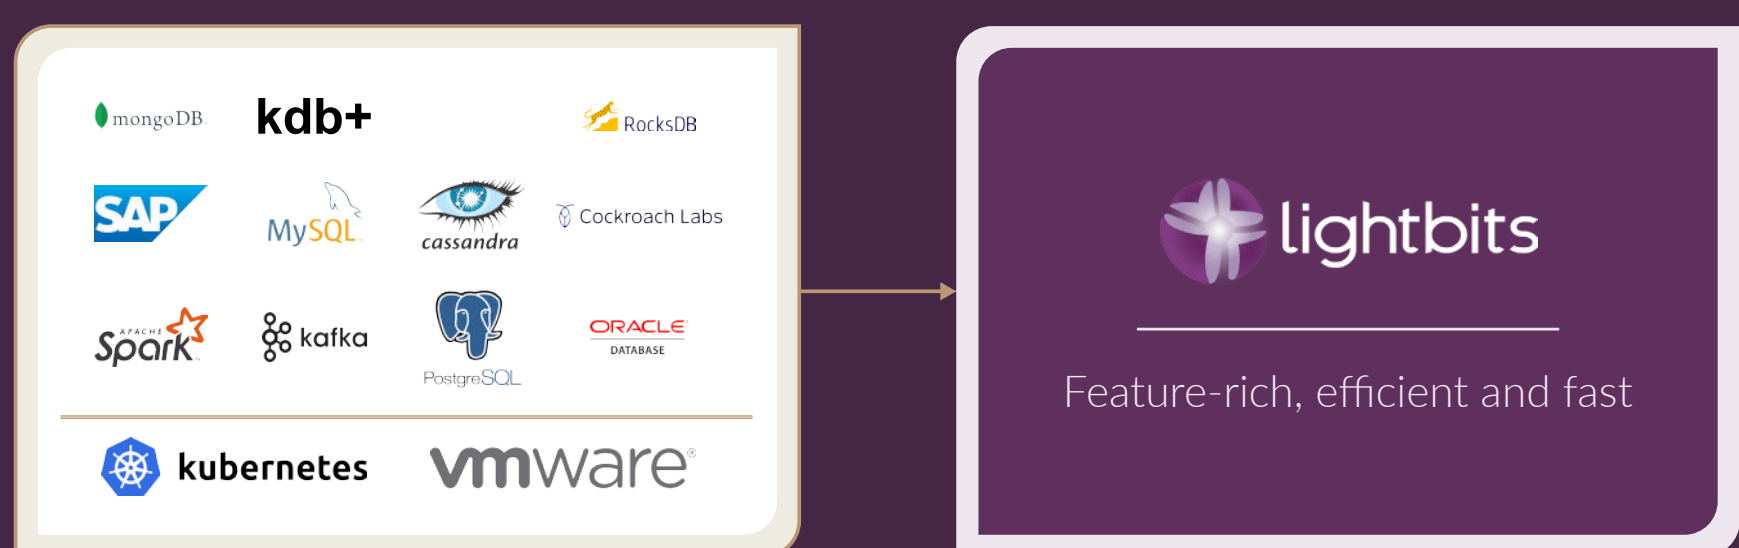 mongoDB
kdb+
RocksDB
SAP
MySQL
cassandra
Cockroach Labs
APACHE
Spark
kafka
PostgreSQL
ORACLE
DATABASE
kubernetes
vmware®
lightbits
Feature-rich, efficient and fast